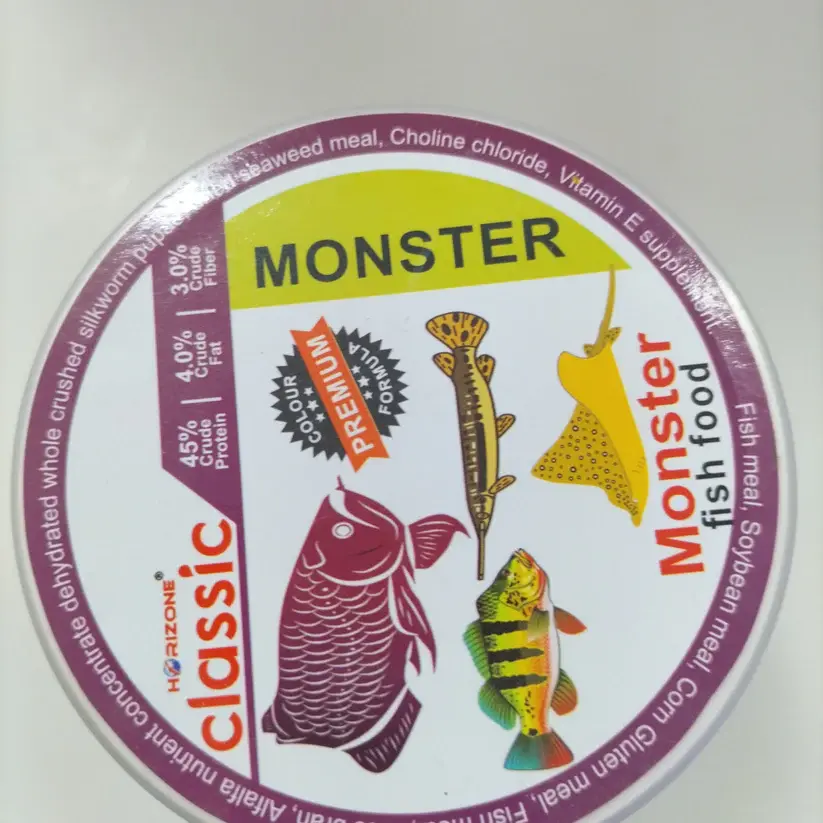 MONSTER
COLOUR
PREMIUM
FORMULA
Monster
fish food
HORIZONE®
classic
45%
Crude
Protein
4.0%
Crude
Fat
3.0%
Crude
Fiber
Fish meal, Soybean meal, Corn Gluten meal, Fish
Bran, Alfalfa nutrient concentrate dehydrated whole crushed silkworm
seaweed meal, Choline chloride, Vitamin E supplement